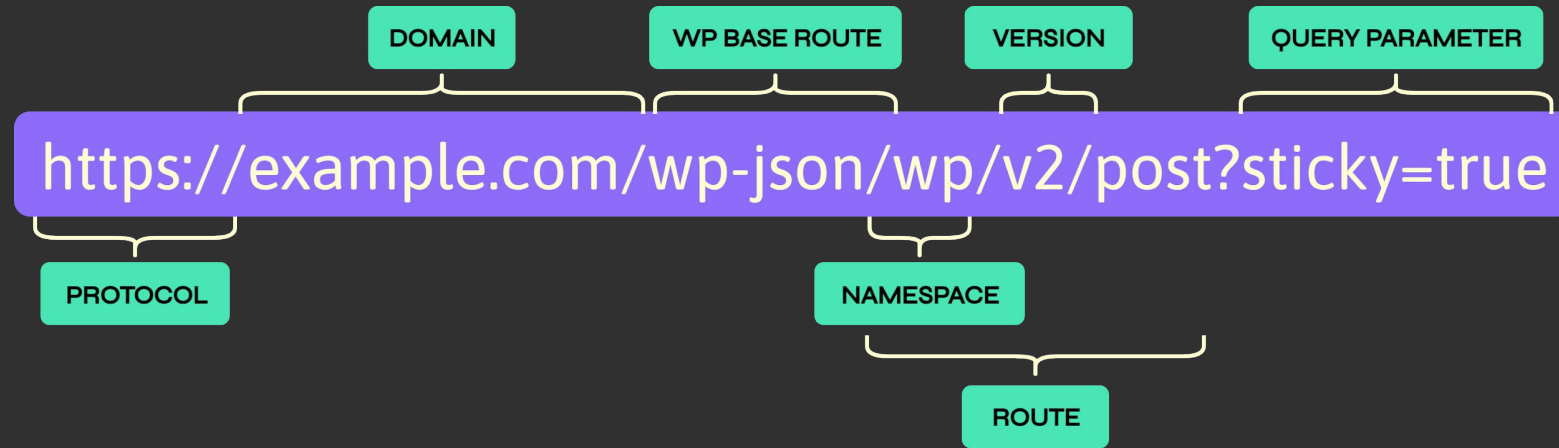 DOMAIN
WP BASE ROUTE
VERSION
QUERY PARAMETER
https://example.com/wp-json/wp/v2/post?sticky=true
PROTOCOL
NAMESPACE
ROUTE